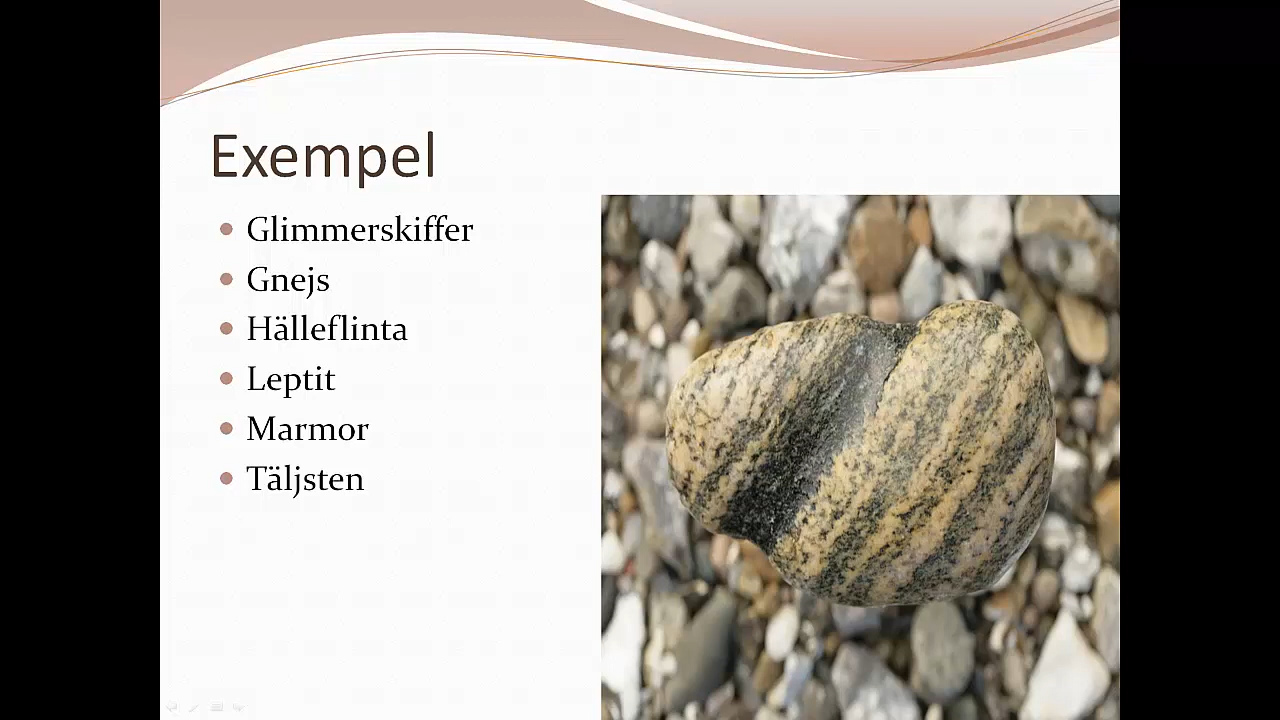 Exempel
Glimmerskiffer
Gnejs
Hälleflinta
Leptit
Marmor
Täljsten